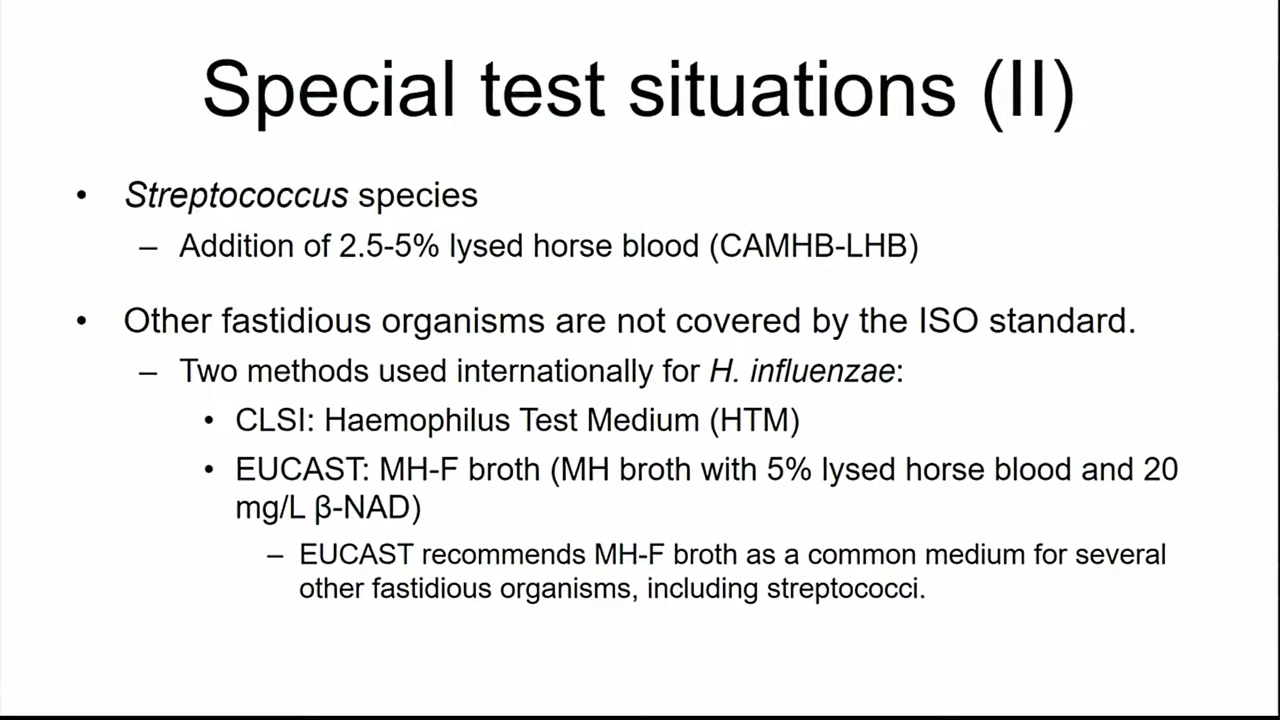 Special test situations (II)
• Streptococcus species
– Addition of 2.5-5% lysed horse blood (CAMHB-LHB)
• Other fastidious organisms are not covered by the ISO standard.
– Two methods used internationally for H. influenzae:
• CLSI: Haemophilus Test Medium (HTM)
• EUCAST: MH-F broth (MH broth with 5% lysed horse blood and 20
mg/L β-NAD)
– EUCAST recommends MH-F broth as a common medium for several
other fastidious organisms, including streptococci.